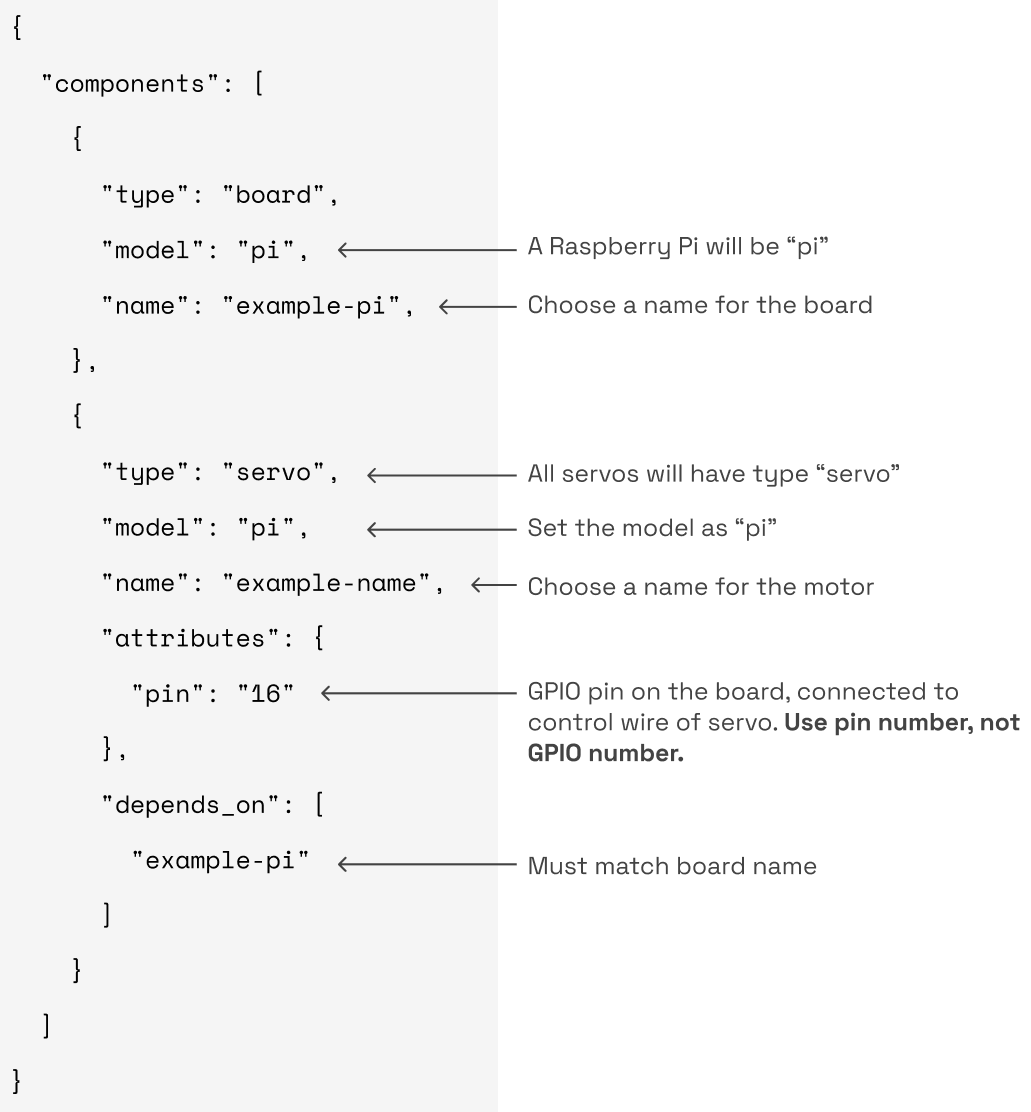 {
"components": [
{
"type": "board",
"model": "pi", A Raspberry Pi will be “pi”
"name": "example-pi", Choose a name for the board
},
{
"type": "servo", All servos will have type “servo”
"model": "pi", Set the model as “pi”
"name": "example-name", Choose a name for the motor
"attributes": {
"pin": "16" GPIO pin on the board, connected to
control wire of servo. Use pin number, not
GPIO number.
},
"depends_on": [
"example-pi" Must match board name
]
}
]
}